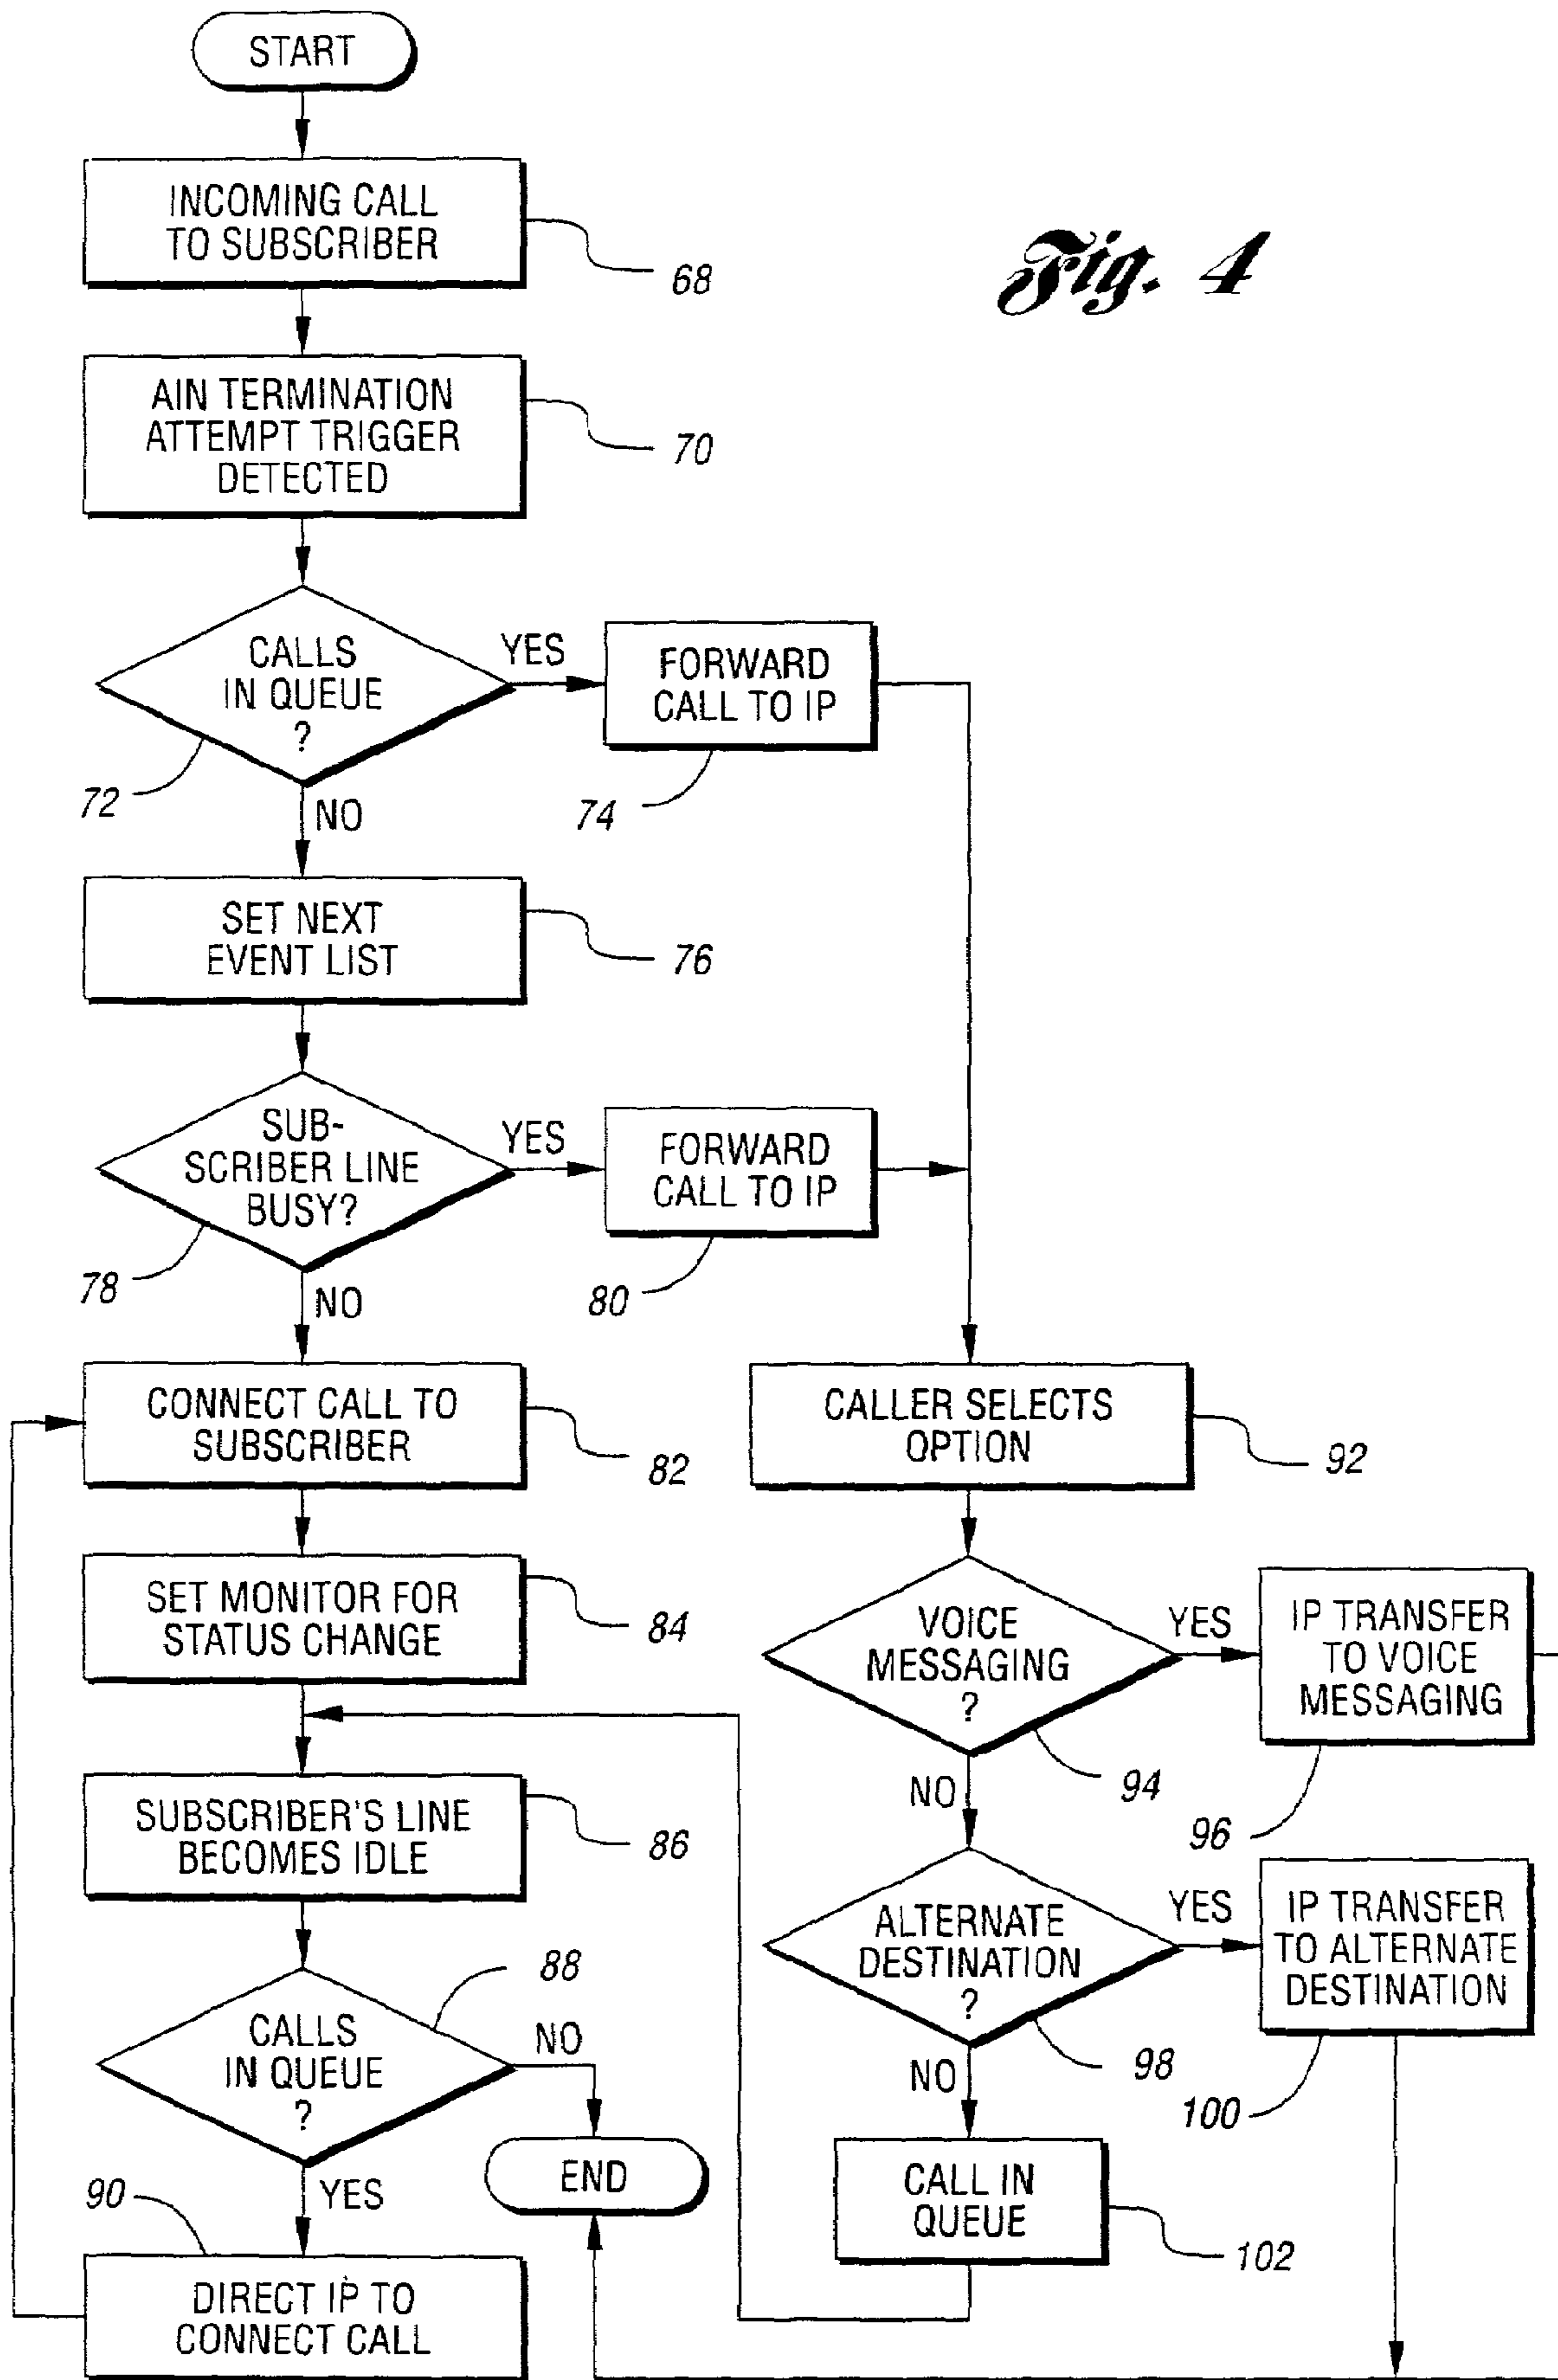 START
INCOMING CALL
TO SUBSCRIBER
68
Fig. 4
AIN TERMINATION
ATTEMPT TRIGGER
DETECTED
70
CALLS
IN QUEUE
?
72
YES
NO
FORWARD
CALL TO IP
74
SET NEXT
EVENT LIST
76
SUB-
SCRIBER LINE
BUSY?
78
YES
NO
FORWARD
CALL TO IP
80
CONNECT CALL TO
SUBSCRIBER
82
CALLER SELECTS
OPTION
92
SET MONITOR FOR
STATUS CHANGE
84
VOICE
MESSAGING
?
94
YES
NO
IP TRANSFER
TO VOICE
MESSAGING
96
SUBSCRIBER'S LINE
BECOMES IDLE
86
ALTERNATE
DESTINATION
?
98
YES
NO
IP TRANSFER
TO ALTERNATE
DESTINATION
100
CALLS
IN QUEUE
?
88
NO
YES
END
CALL IN
QUEUE
102
90
DIRECT IP TO
CONNECT CALL